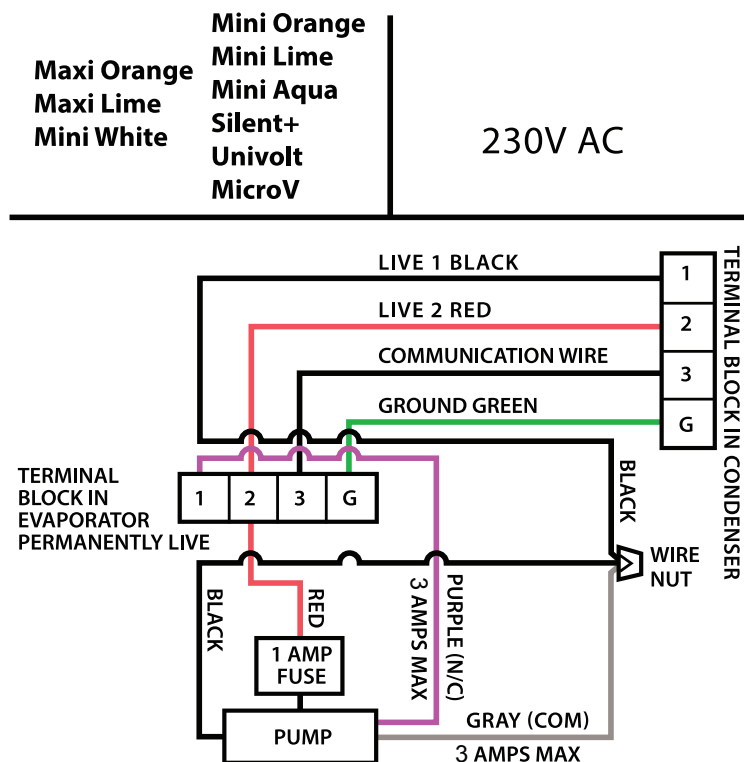 Maxi Orange
Maxi Lime
Mini White
Mini Orange
Mini Lime
Mini Aqua
Silent+
Univolt
MicroV
230V AC
LIVE 1 BLACK
1
LIVE 2 RED
2
COMMUNICATION WIRE
3
GROUND GREEN
G
TERMINAL BLOCK IN CONDENSER
TERMINAL
BLOCK IN
EVAPORATOR
PERMANENTLY LIVE
1 2 3 G
BLACK
WIRE
NUT
BLACK
RED
PURPLE (N/C)
3 AMPS MAX
1 AMP
FUSE
PUMP
GRAY (COM)
3 AMPS MAX